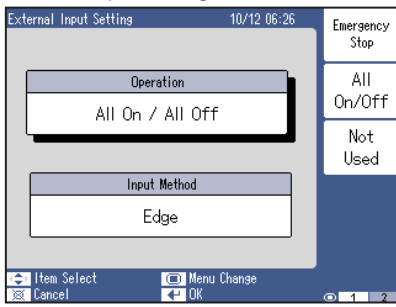 External Input Setting 10/12 06:26
Emergency
Stop
All
On/Off
Not
Used
Operation
All On / All Off
Input Method
Edge
Item Select Menu Change
Cancel OK
1 2